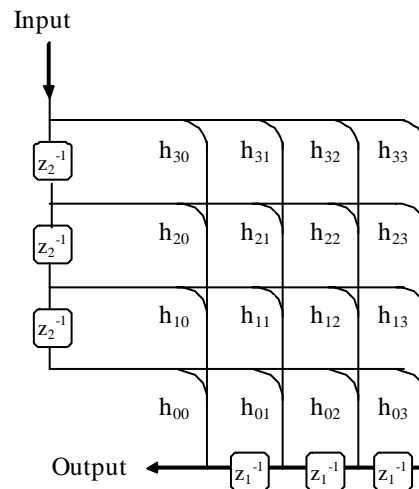 Input
z₂⁻¹ h₃₀ h₃₁ h₃₂ h₃₃
z₂⁻¹ h₂₀ h₂₁ h₂₂ h₂₃
z₂⁻¹ h₁₀ h₁₁ h₁₂ h₁₃
h₀₀ h₀₁ h₀₂ h₀₃
Output z₁⁻¹ z₁⁻¹ z₁⁻¹